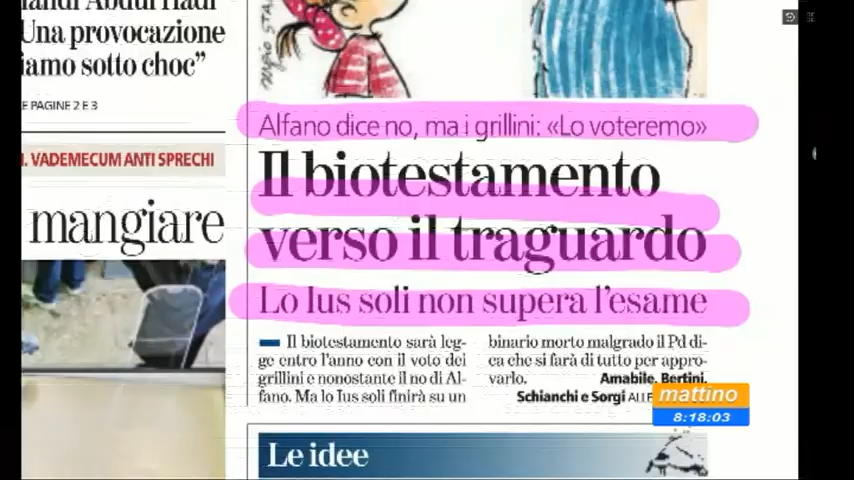 Una provocazione
iamo sotto choc”
E PAGINE 2 E 3
. VADEMECUM ANTI SPRECHI
mangiare
Alfano dice no, ma i grillini: «Lo voteremo»
Il biotestamento
verso il traguardo
Lo Ius soli non supera l'esame
Il biotestamento sarà leg-
ge entro l'anno con il voto dei
grillini e nonostante il no di Al-
fano. Ma lo Ius soli finirà su un
binario morto malgrado il Pd di-
ca che si farà di tutto per appro-
varlo. Amabile, Bertini,
Schianchi e Sorgi ALLE
mattino
8:18:03
Le idee